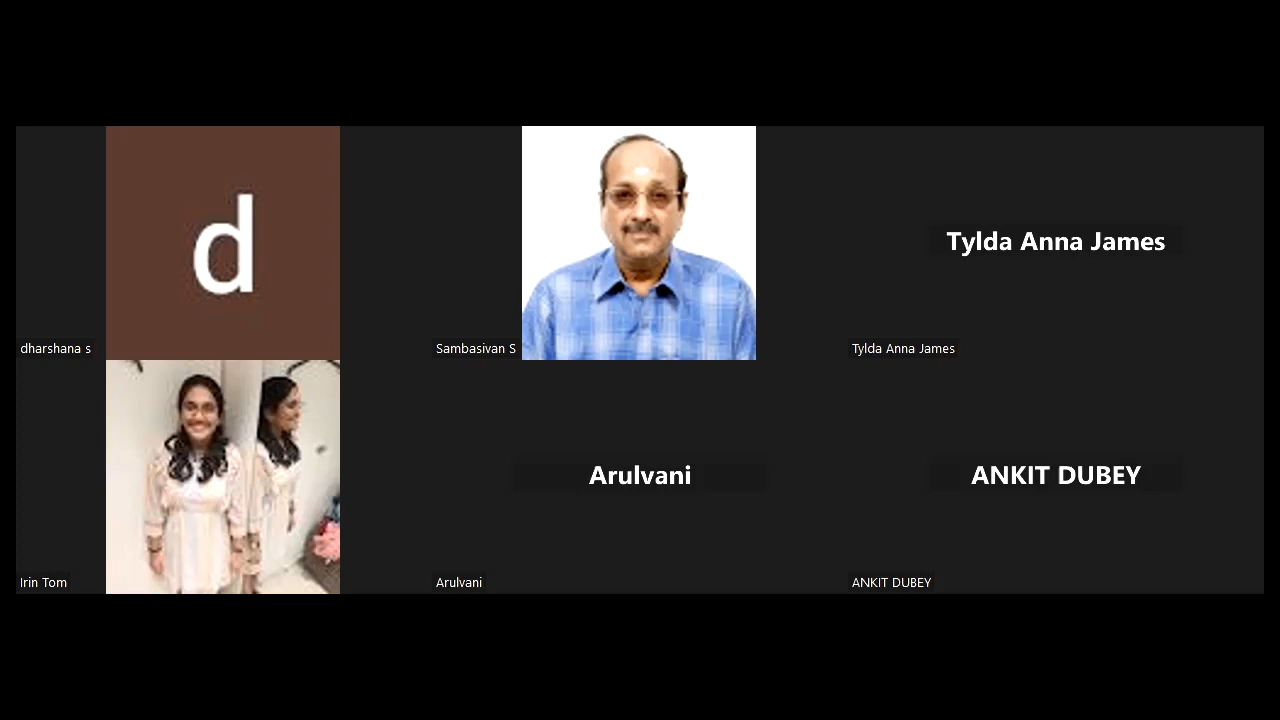 d
dharshana s
Sambasivan S
Tylda Anna James
Tylda Anna James
Irin Tom
Arulvani
Arulvani
ANKIT DUBEY
ANKIT DUBEY